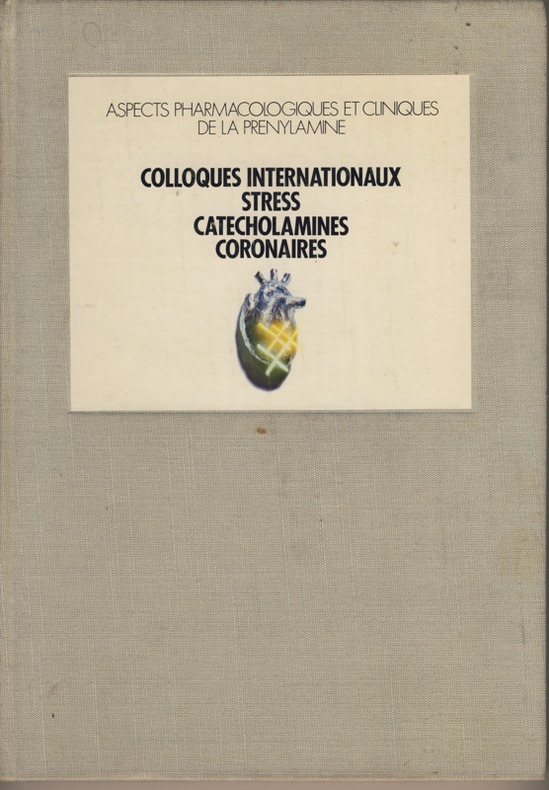 ASPECTS PHARMACOLOGIQUES ET CLINIQUES
DE LA PRENYLAMINE
COLLOQUES INTERNATIONAUX
STRESS
CATECHOLAMINES
CORONAIRES